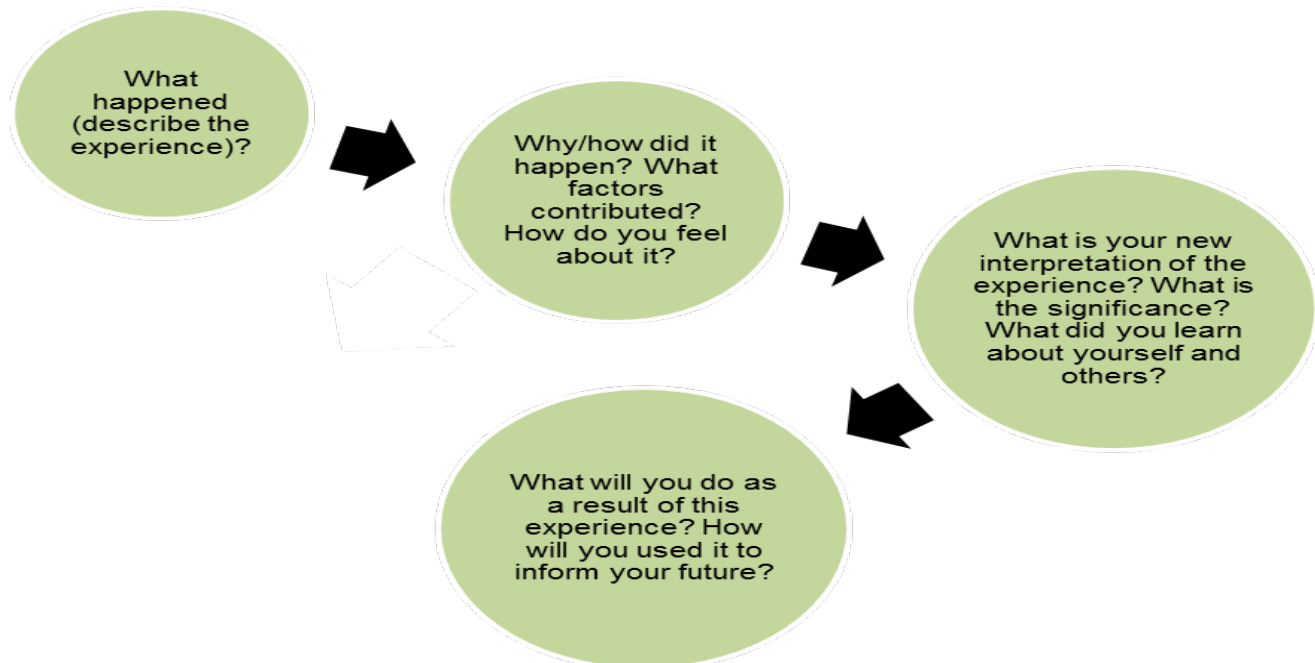 What
happened
(describe the
experience)?
Why/how did it
happen? What
factors
contributed?
How do you feel
about it?
What is your new
interpretation of the
experience? What is
the significance?
What did you learn
about yourself and
others?
What will you do as
a result of this
experience? How
will you used it to
inform your future?